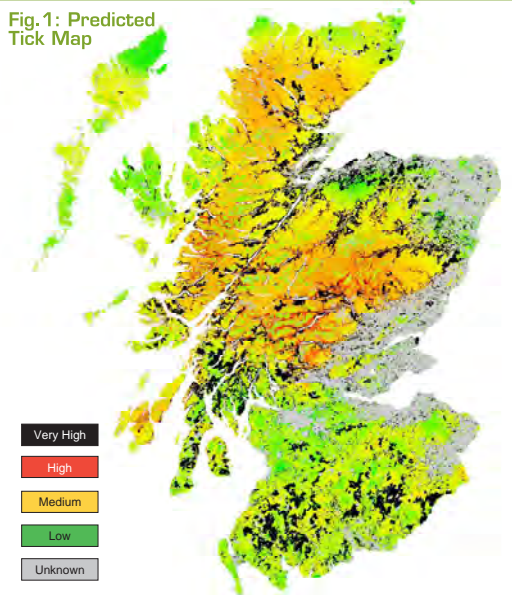 Fig.1: Predicted
Tick Map
Very High
High
Medium
Low
Unknown